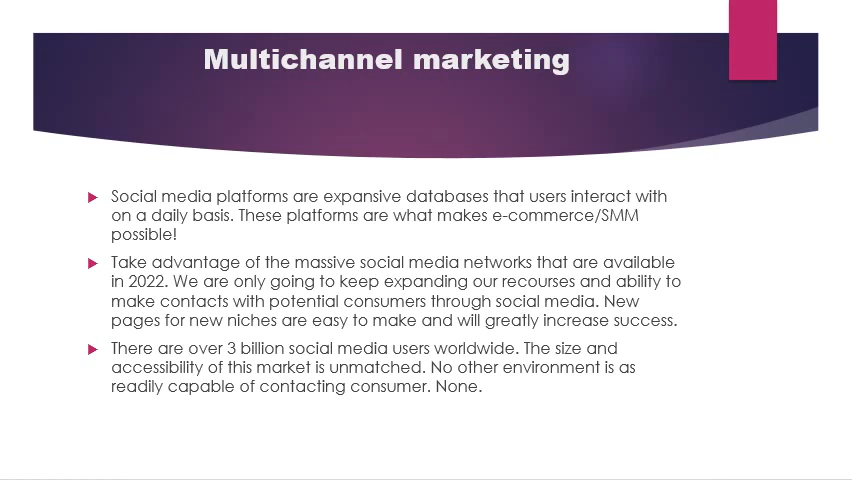 Multichannel marketing
Social media platforms are expansive databases that users interact with
on a daily basis. These platforms are what makes e-commerce/SMM
possible!
Take advantage of the massive social media networks that are available
in 2022. We are only going to keep expanding our recourses and ability to
make contacts with potential consumers through social media. New
pages for new niches are easy to make and will greatly increase success.
There are over 3 billion social media users worldwide. The size and
accessibility of this market is unmatched. No other environment is as
readily capable of contacting consumer. None.